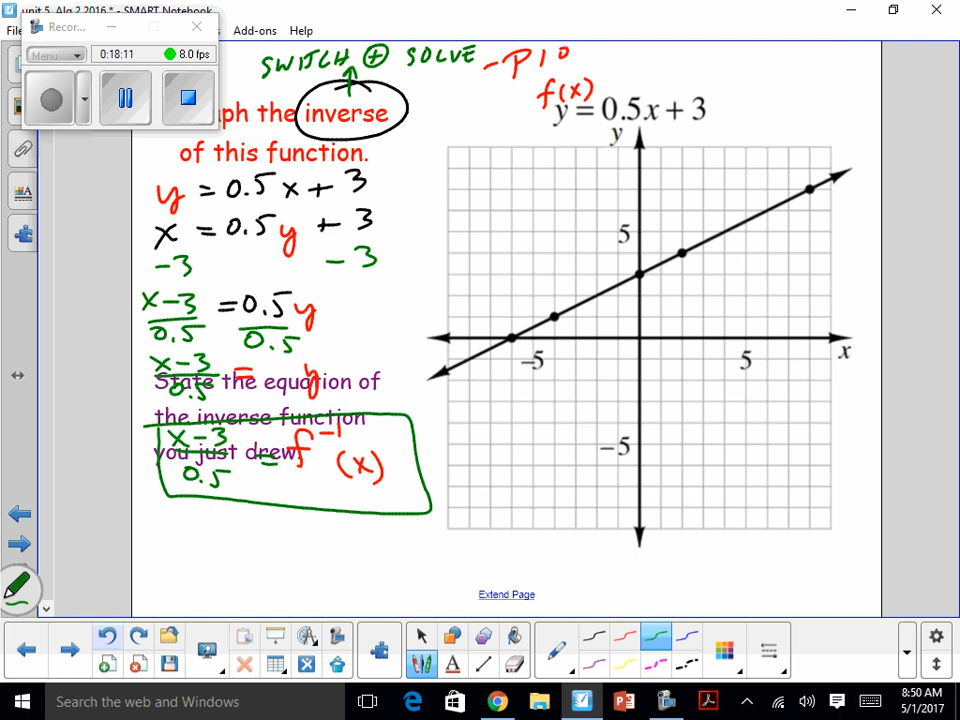 unit 5 Alg 2 2016 * - SMART Notebook
Recor...
Menu
0:18:11
8.0 fps
Add-ons Help
SWITCH + SOLVE - P10
the inverse
of this function.
f(x)
y = 0.5x + 3
y = 0.5x + 3
x = 0.5y + 3
-3 -3
x-3 = 0.5y
0.5 0.5
x-3 = y
0.5
State the equation of
the inverse function
you just drew.
x-3 = f-1(x)
0.5
y
5
-5
5
x
-5
Extend Page
Search the web and Windows
8:50 AM
5/1/2017